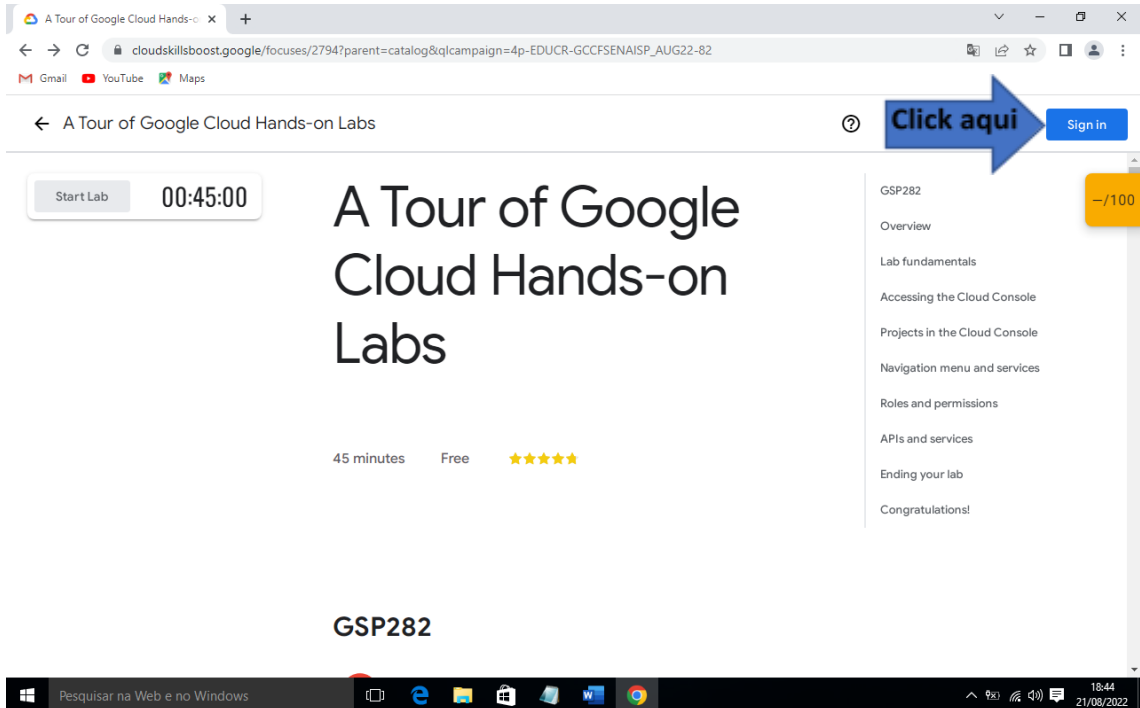 A Tour of Google Cloud Hands-o
cloudskillsboost.google/focuses/2794?parent=catalog&qlcampaign=4p-EDUCR-GCCFSENAISP_AUG22-82
Gmail YouTube Maps
A Tour of Google Cloud Hands-on Labs
Click aqui
Sign in
Start Lab 00:45:00
A Tour of Google
Cloud Hands-on
Labs
45 minutes Free
GSP282
Overview
Lab fundamentals
Accessing the Cloud Console
Projects in the Cloud Console
Navigation menu and services
Roles and permissions
APIs and services
Ending your lab
Congratulations!
–/100
GSP282
Pesquisar na Web e no Windows
18:44
21/08/2022